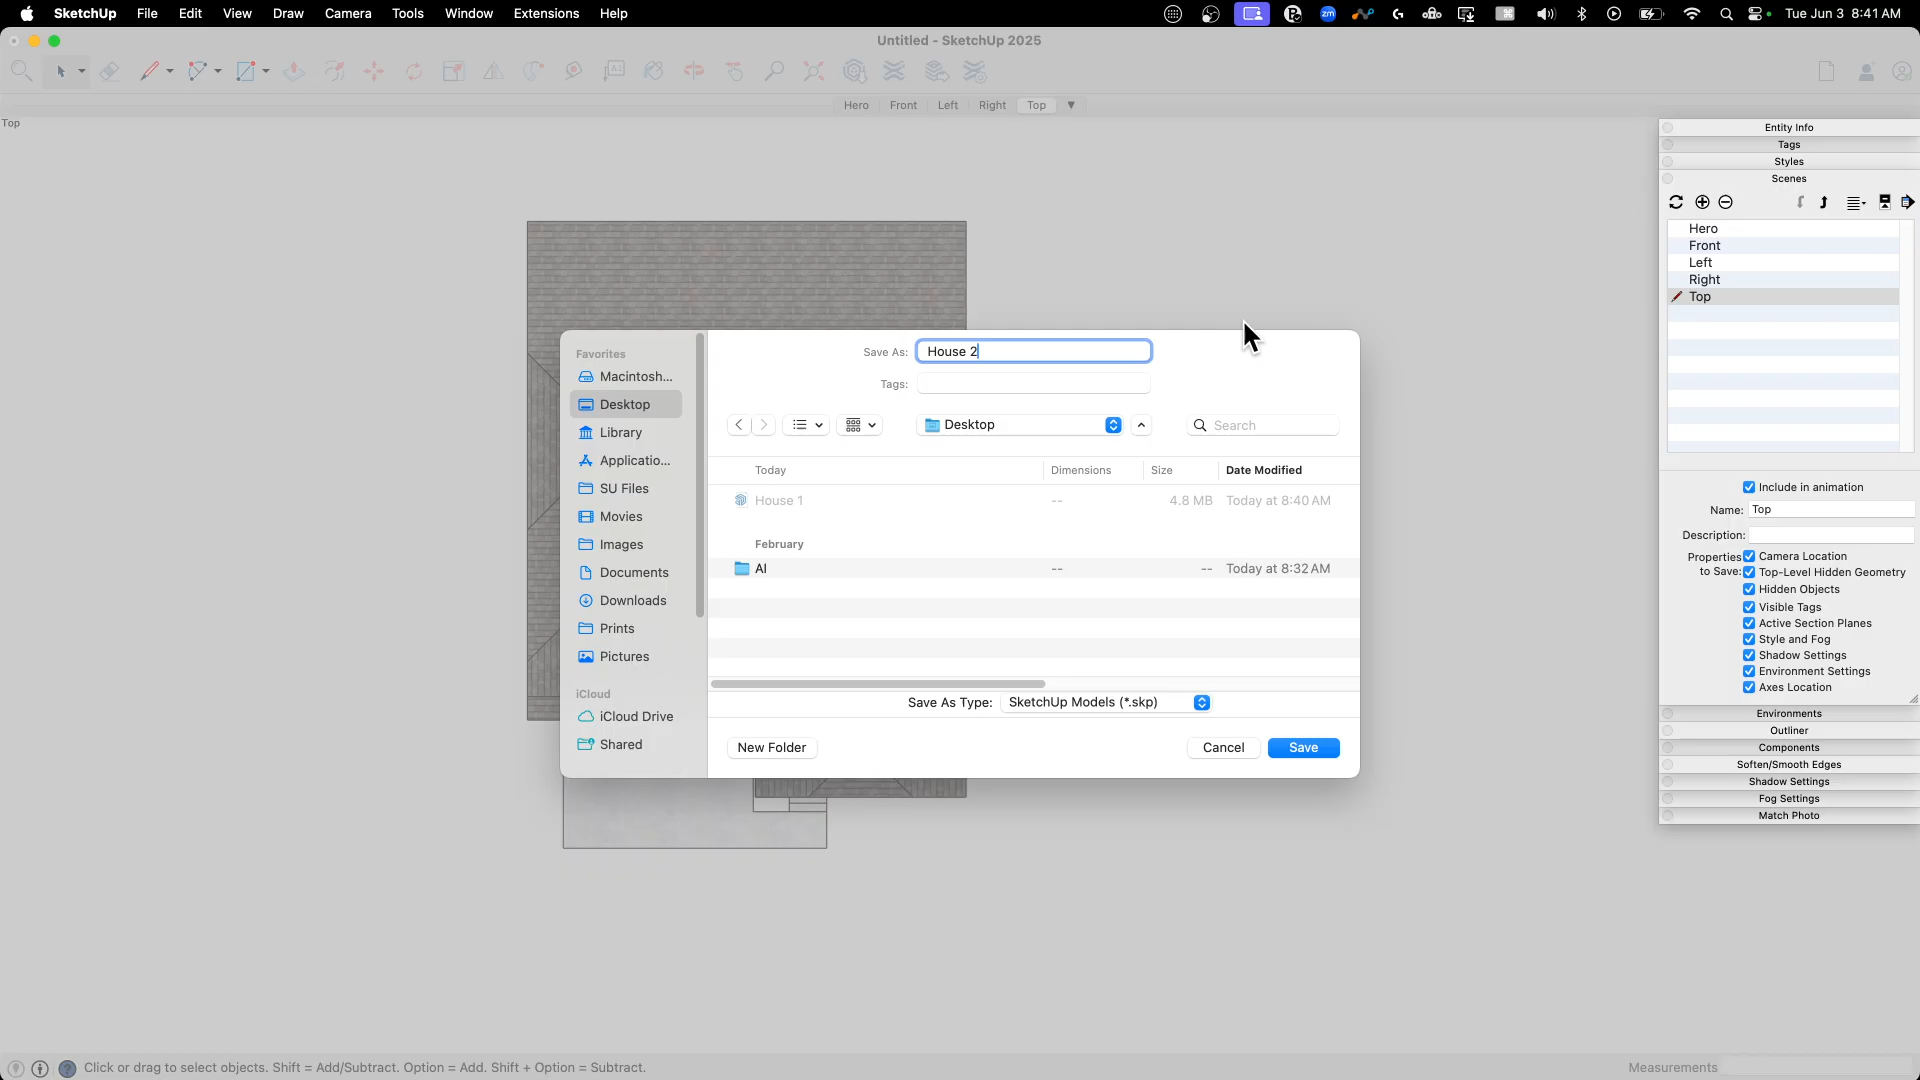 SketchUp File Edit View Draw Camera Tools Window Extensions Help
zm
Tue Jun 3 8:41 AM
Untitled - SketchUp 2025
A1
Hero Front Left Right Top
Top
Entity Info
Tags
Styles
Scenes
Hero
Front
Left
Right
Top
Include in animation
Name: Top
Description:
Properties to Save:
Camera Location
Top-Level Hidden Geometry
Hidden Objects
Visible Tags
Active Section Planes
Style and Fog
Shadow Settings
Environment Settings
Axes Location
Environments
Outliner
Components
Soften/Smooth Edges
Shadow Settings
Fog Settings
Match Photo
Favorites
Macintosh...
Desktop
Library
Applicatio...
SU Files
Movies
Images
Documents
Downloads
Prints
Pictures
iCloud
iCloud Drive
Shared
Save As: House 2
Tags:
Desktop
Search
Today Dimensions Size Date Modified
House 1 -- 4.8 MB Today at 8:40 AM
February
AI -- -- Today at 8:32 AM
Save As Type: SketchUp Models (*.skp)
New Folder Cancel Save
Click or drag to select objects. Shift = Add/Subtract. Option = Add. Shift + Option = Subtract.
Measurements